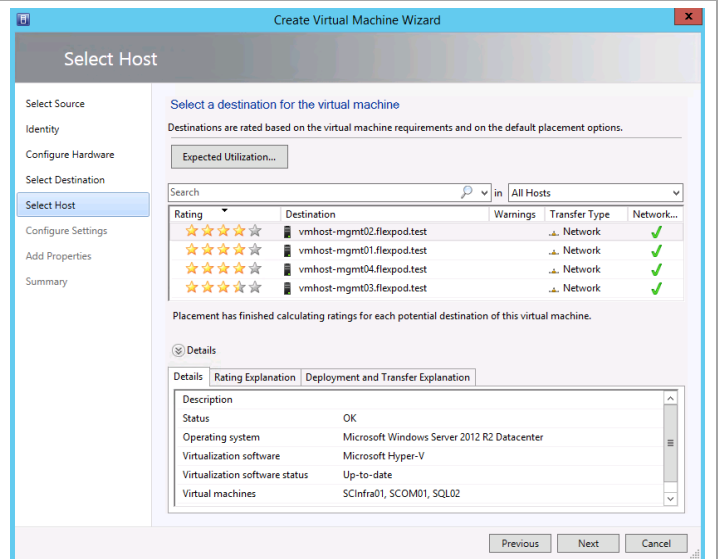 Create Virtual Machine Wizard
x
Select Host
Select Source
Identity
Configure Hardware
Select Destination
Select Host
Configure Settings
Add Properties
Summary
Select a destination for the virtual machine
Destinations are rated based on the virtual machine requirements and on the default placement options.
Expected Utilization...
Search in All Hosts
Rating Destination Warnings Transfer Type Network...
vmhost-mgmt02.flexpod.test Network
vmhost-mgmt01.flexpod.test Network
vmhost-mgmt04.flexpod.test Network
vmhost-mgmt03.flexpod.test Network
Placement has finished calculating ratings for each potential destination of this virtual machine.
Details
Details Rating Explanation Deployment and Transfer Explanation
Description
Status OK
Operating system Microsoft Windows Server 2012 R2 Datacenter
Virtualization software Microsoft Hyper-V
Virtualization software status Up-to-date
Virtual machines SCInfra01, SCOM01, SQL02
Previous Next Cancel